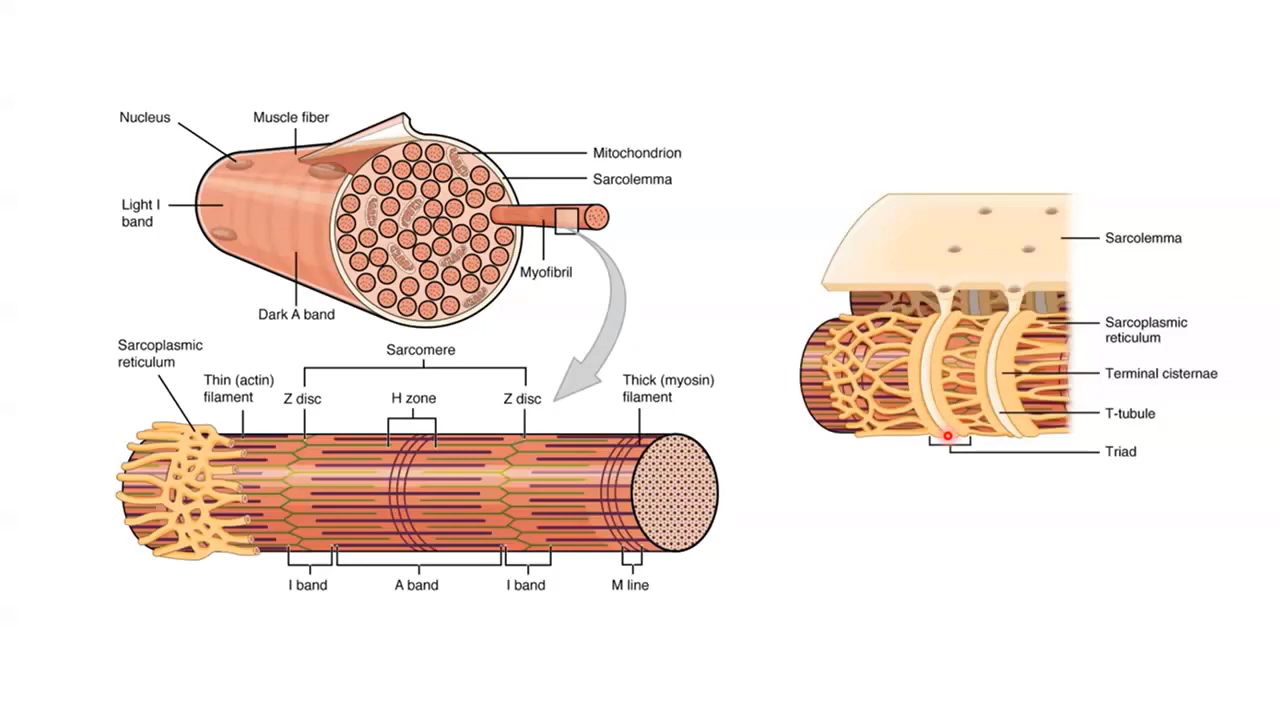 Nucleus
Muscle fiber
Mitochondrion
Sarcolemma
Light I
band
Myofibril
Dark A band
Sarcoplasmic
reticulum
Sarcomere
Thin (actin)
filament
Z disc
H zone
Z disc
Thick (myosin)
filament
I band
A band
I band
M line
Sarcolemma
Sarcoplasmic
reticulum
Terminal cisternae
T-tubule
Triad